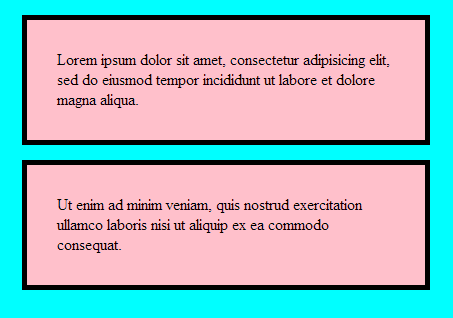 Lorem ipsum dolor sit amet, consectetur adipisicing elit,
sed do eiusmod tempor incididunt ut labore et dolore
magna aliqua.
Ut enim ad minim veniam, quis nostrud exercitation
ullamco laboris nisi ut aliquip ex ea commodo
consequat.